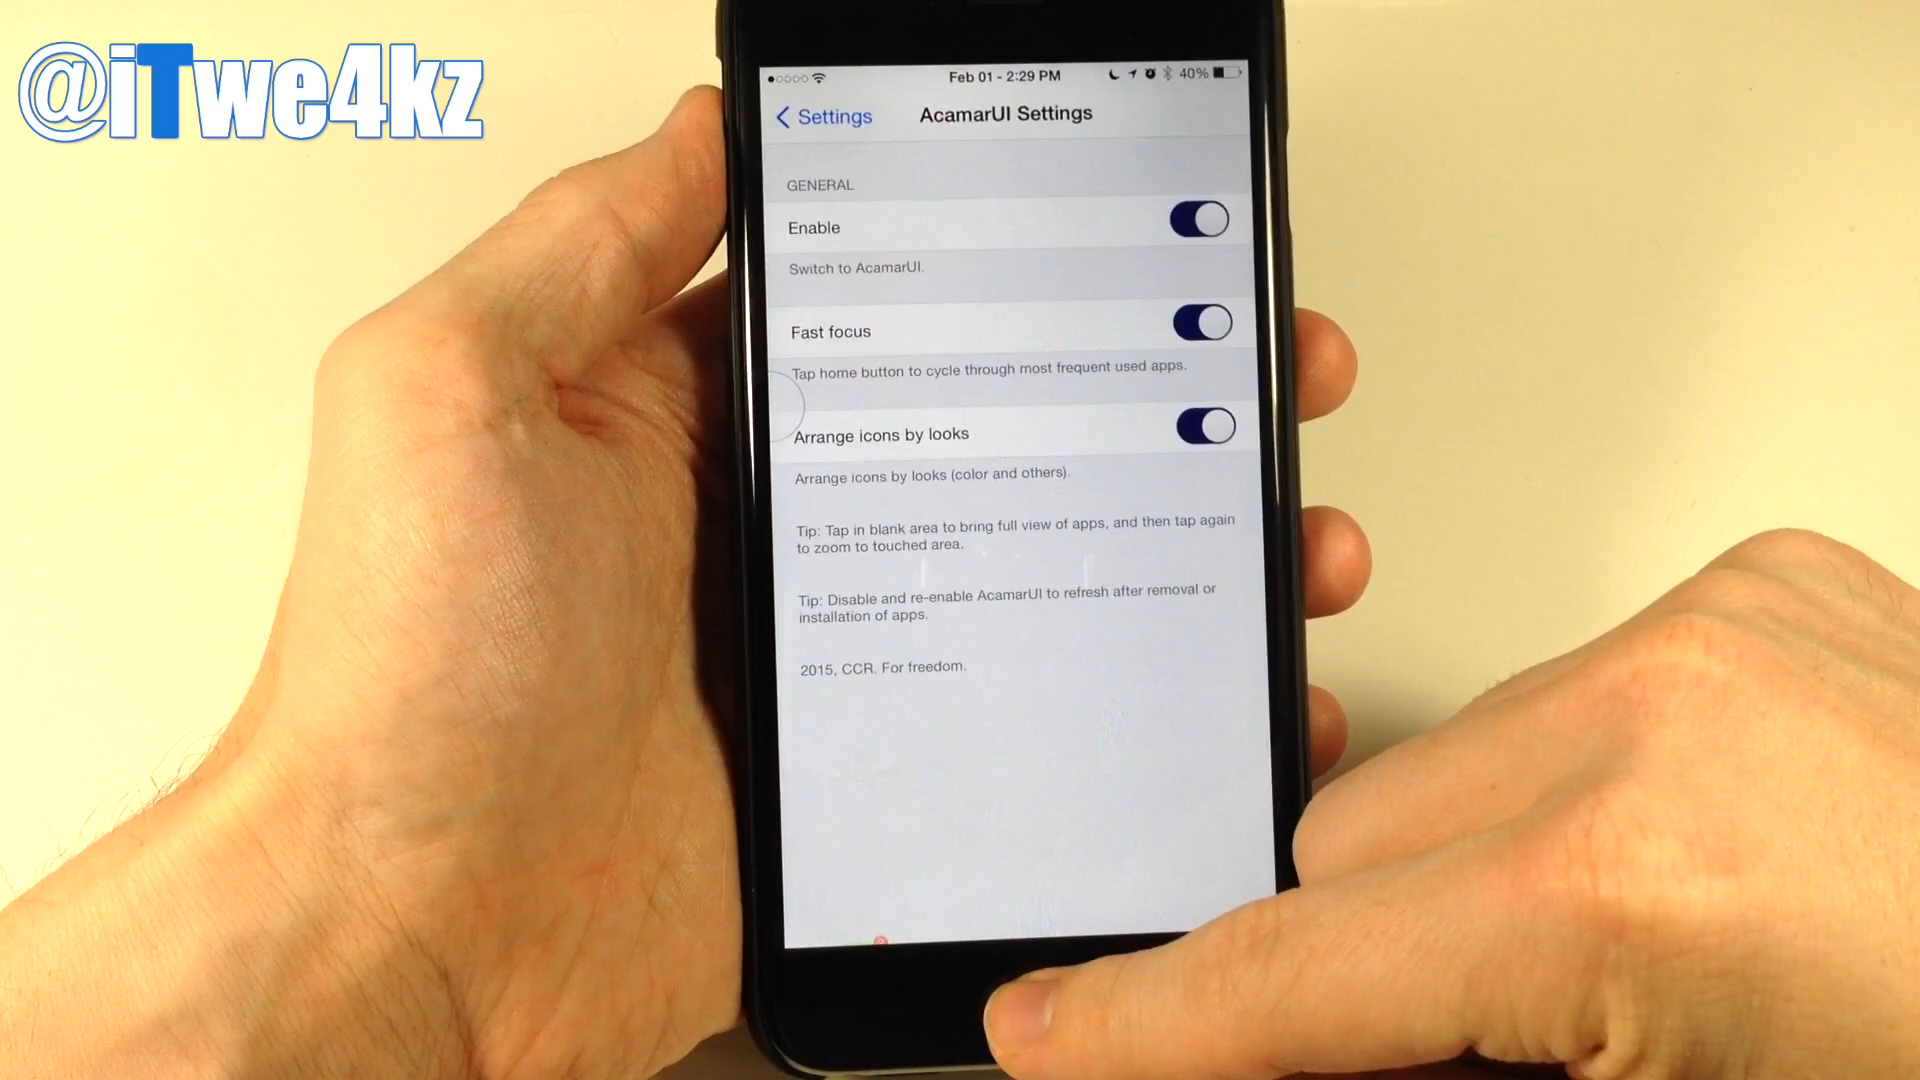 @iTwe4kz
Feb 01 - 2:29 PM
40%
Settings
AcamarUI Settings
GENERAL
Enable
Switch to AcamarUI.
Fast focus
Tap home button to cycle through most frequent used apps.
Arrange icons by looks
Arrange icons by looks (color and others).
Tip: Tap in blank area to bring full view of apps, and then tap again
to zoom to touched area.
Tip: Disable and re-enable AcamarUI to refresh after removal or
installation of apps.
2015, CCR. For freedom.